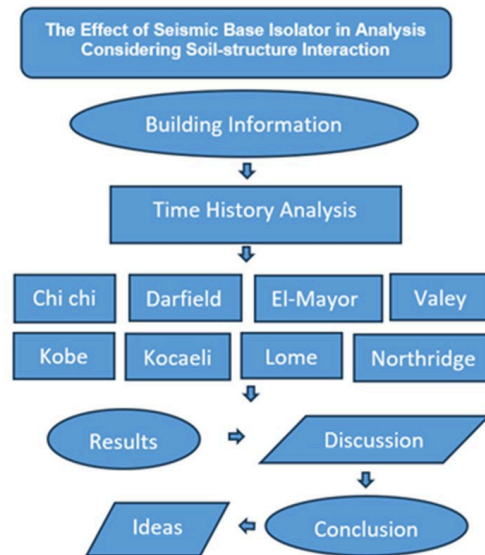 The Effect of Seismic Base Isolator in Analysis
Considering Soil-structure Interaction
Building Information
Time History Analysis
Chi chi
Darfield
El-Mayor
Valey
Kobe
Kocaeli
Lome
Northridge
Results
Discussion
Ideas
Conclusion